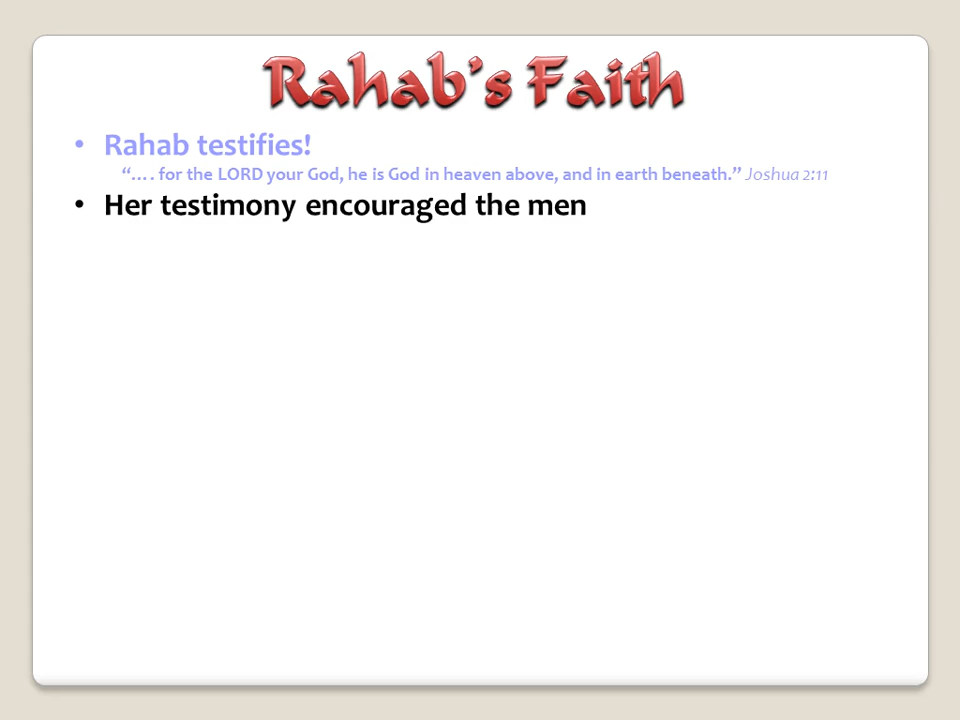 Rahab's Faith
• Rahab testifies!
“…. for the LORD your God, he is God in heaven above, and in earth beneath.” Joshua 2:11
• Her testimony encouraged the men